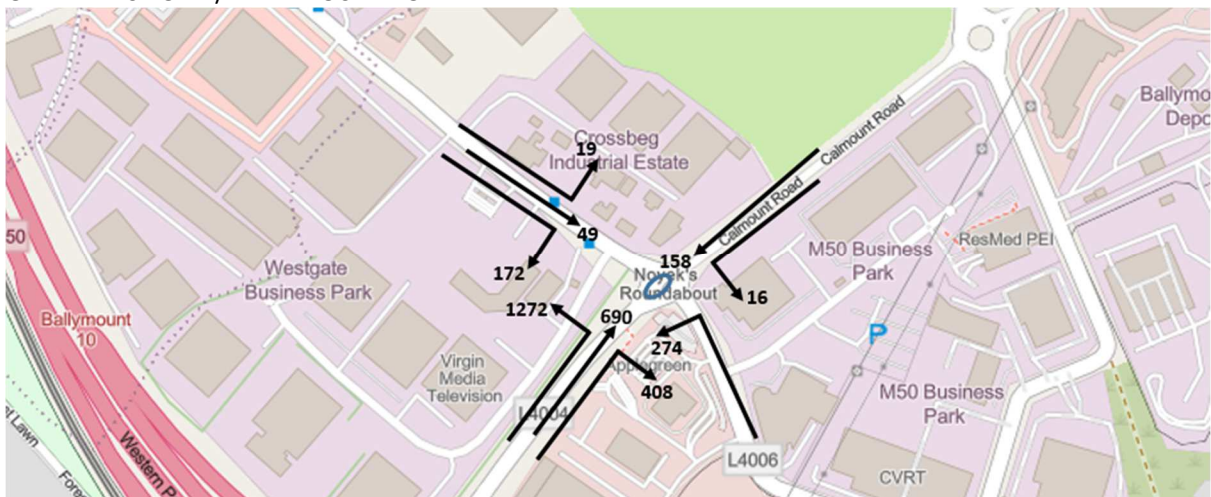 Crossbeg
Industrial Estate
19
Calmount Road
Calmount Road
Ballymo
Depo
50
49
172
158
Novek's
Roundabout
16
M50 Business
Park
ResMed PEI
Westgate
Business Park
1272
690
274
Applegreen
408
Ballymount
10
Virgin
Media
Television
P
M50 Business
Park
L4004
L4006
CVRT
Western P
t Lawn
Fores